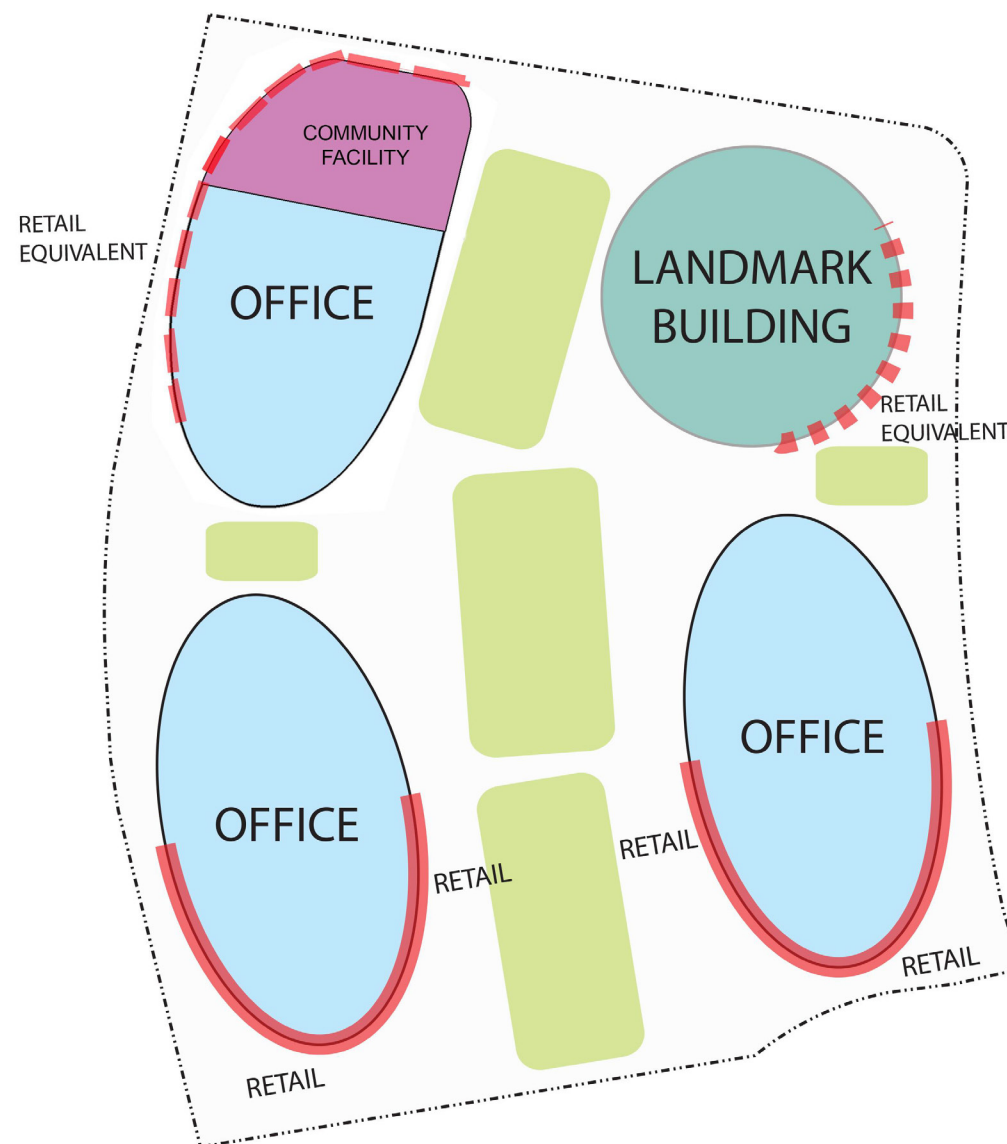 COMMUNITY
FACILITY
RETAIL
EQUIVALENT
OFFICE
LANDMARK
BUILDING
RETAIL
EQUIVALENT
OFFICE
OFFICE
RETAIL
RETAIL
RETAIL
RETAIL